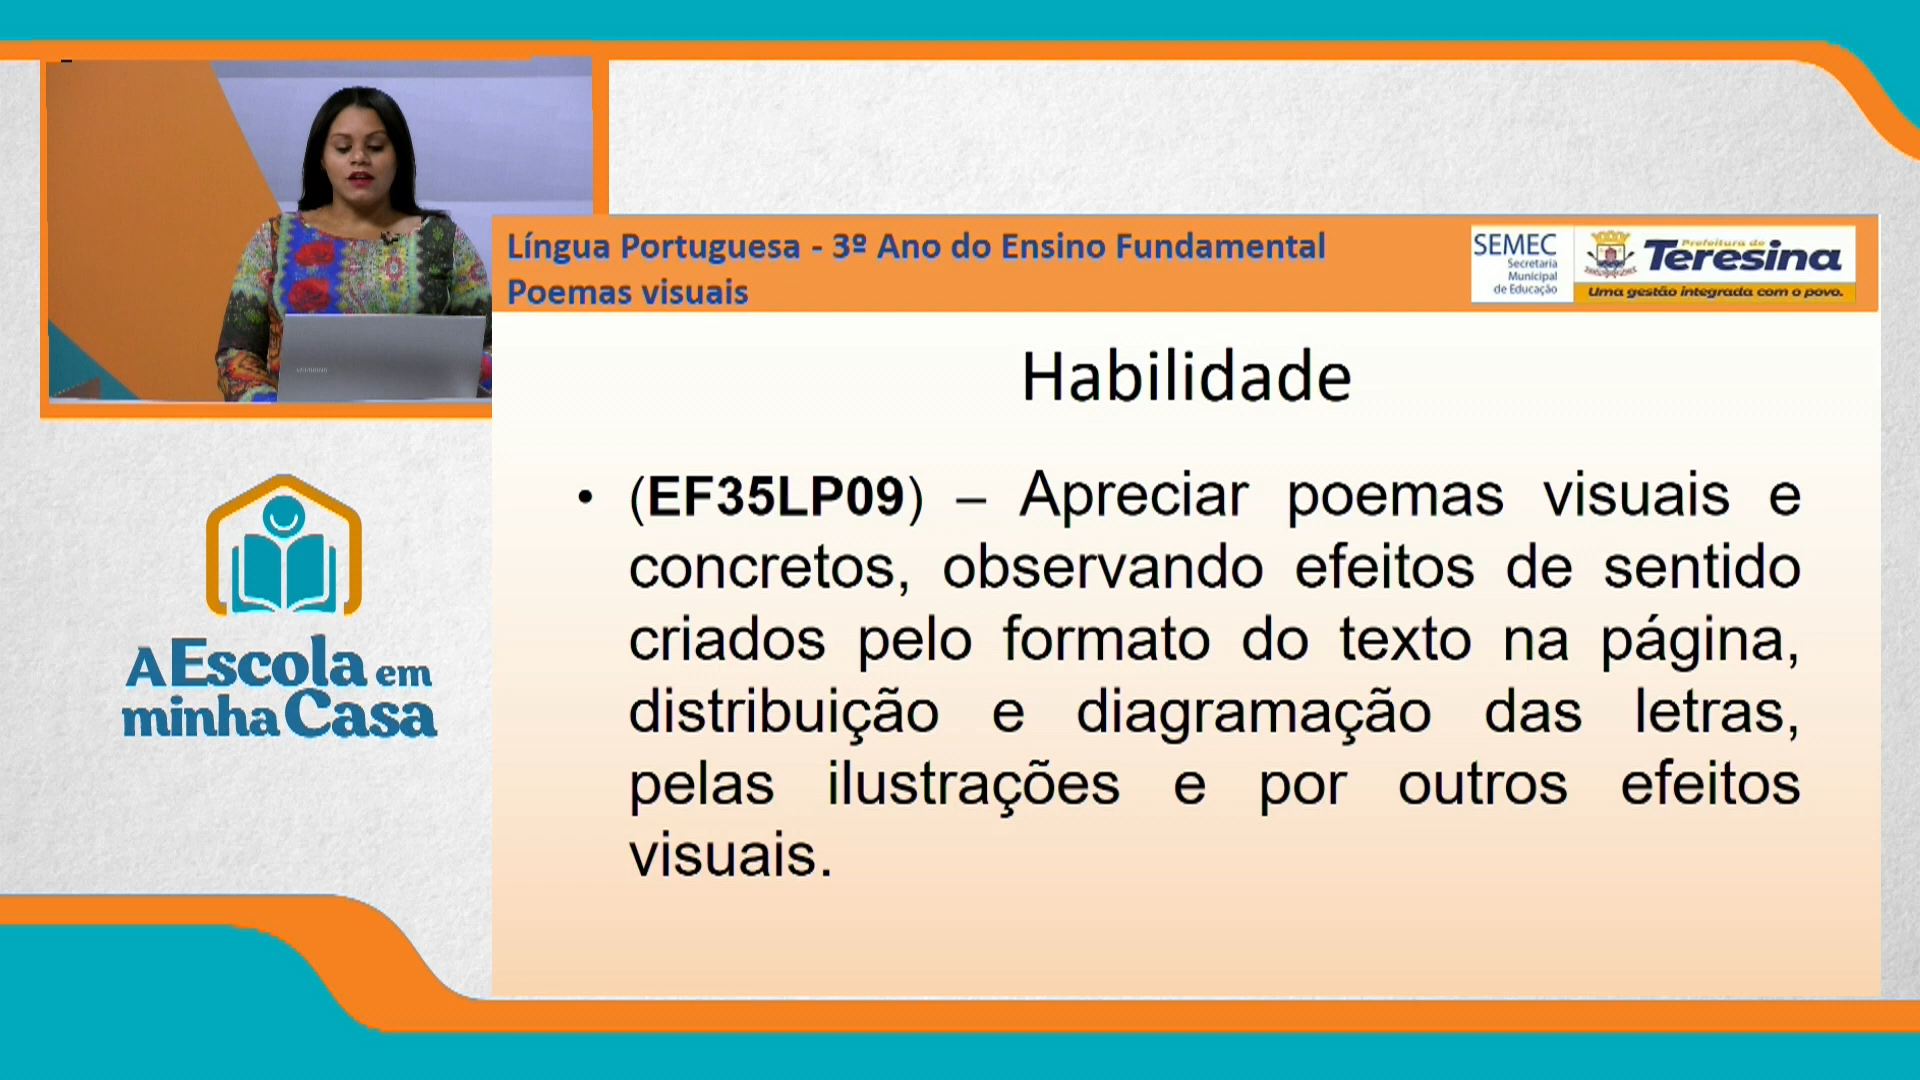 Língua Portuguesa - 3º Ano do Ensino Fundamental
Poemas visuais
SEMEC
Secretaria
Municipal
de Educação
Prefeitura de
Teresina
Uma gestão integrada com o povo.
Habilidade
• (EF35LP09) – Apreciar poemas visuais e
concretos, observando efeitos de sentido
criados pelo formato do texto na página,
distribuição e diagramação das letras,
pelas ilustrações e por outros efeitos
visuais.
A Escola em
minha Casa